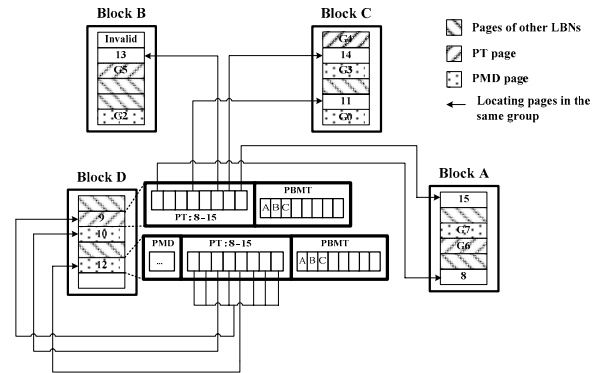 Block B
Invalid
13
G5
G2
Block C
G4
14
G3
11
G0
Pages of other LBNs
PT page
PMD page
Locating pages in the
same group
Block D
9
10
12
PBMT
A B C
PT:8-15
PMD
PT:8-15
PBMT
...
A B C
Block A
15
G7
G6
8